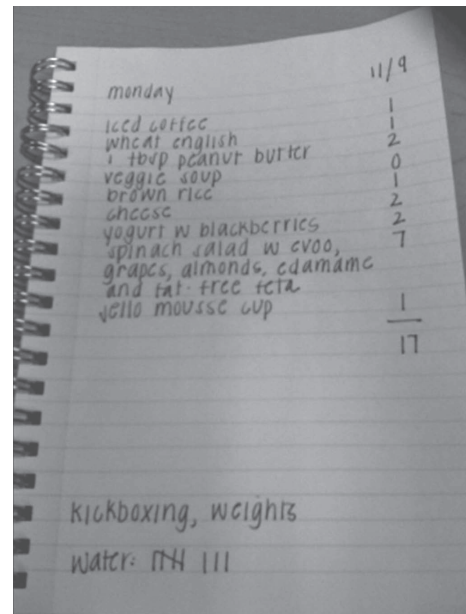 monday 11/9
iced coffee 1
wheat english 1
1 tbsp peanut butter 2
veggie soup 0
brown rice 1
cheese 2
yogurt w blackberries 2
spinach salad w evoo, 7
grapes, almonds, edamame
and fat-free feta
jello mousse cup 1
17
kickboxing, weights
water: 𝍸 III